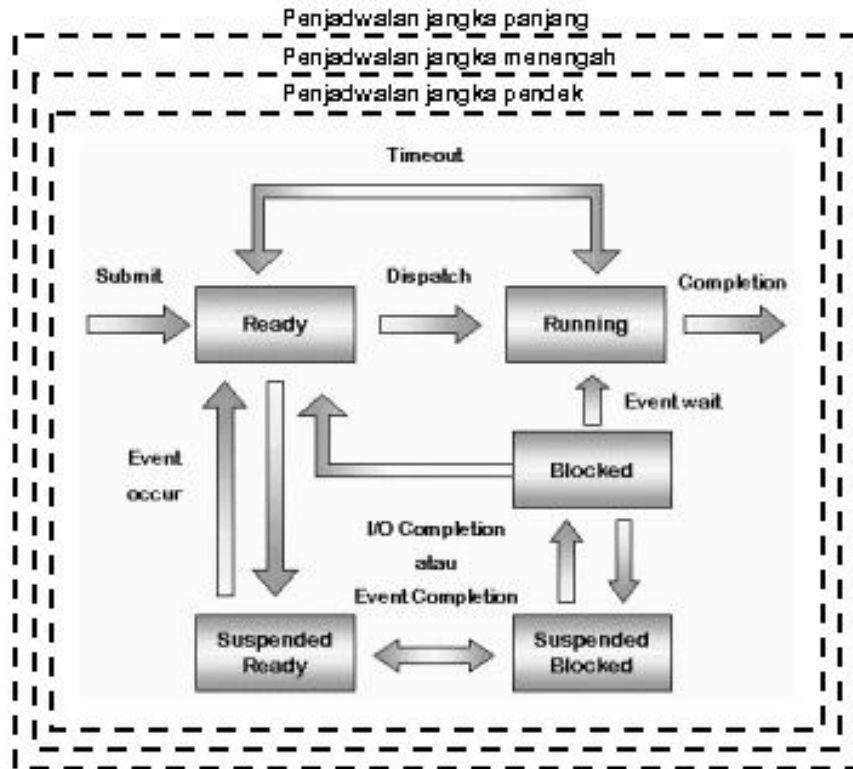 Penjadwalan jangka panjang
Penjadwalan jangka menengah
Penjadwalan jangka pendek
Timeout
Submit
Dispatch
Completion
Ready
Running
Event wait
Event
occur
Blocked
I/O Completion
atau
Event Completion
Suspended
Ready
Suspended
Blocked